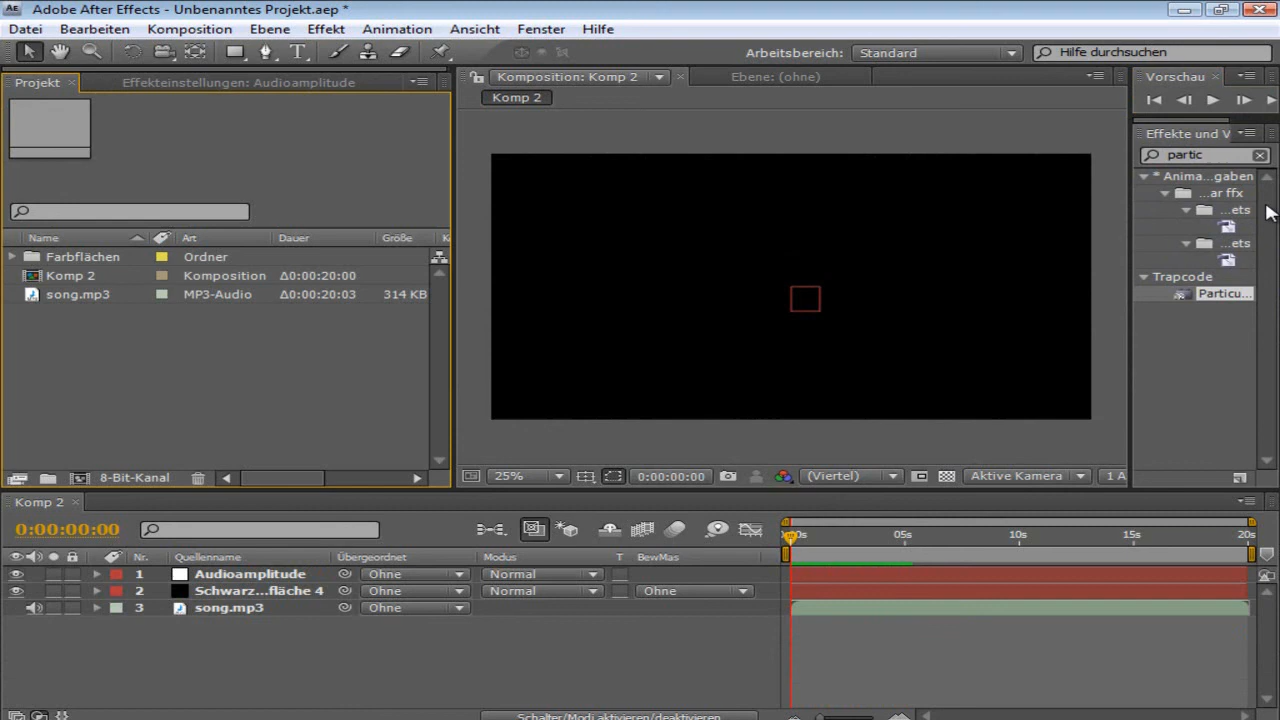 Adobe After Effects - Unbenanntes Projekt.aep *
Datei Bearbeiten Komposition Ebene Effekt Animation Ansicht Fenster Hilfe
Arbeitsbereich: Standard Hilfe durchsuchen
Projekt Effekteinstellungen: Audioamplitude
Komposition: Komp 2 Ebene: (ohne)
Komp 2
Vorschau
Effekte und V
partic
* Anima...gaben
...ar ffx
...ets
...ets
Trapcode
Particu...
Name Art Dauer Größe K
Farbflächen Ordner
Komp 2 Komposition Δ0:00:20:00
song.mp3 MP3-Audio Δ0:00:20:03 314 KB
8-Bit-Kanal
25% 0:00:00:00 (Viertel) Aktive Kamera 1 A
Komp 2
0:00:00:00
05s 10s 15s 20s
Nr. Quellenname Übergeordnet Modus T BewMas
1 Audioamplitude Ohne Normal
2 Schwarz...fläche 4 Ohne Normal Ohne
3 song.mp3 Ohne
Schalter/Modi aktivieren/deaktivieren